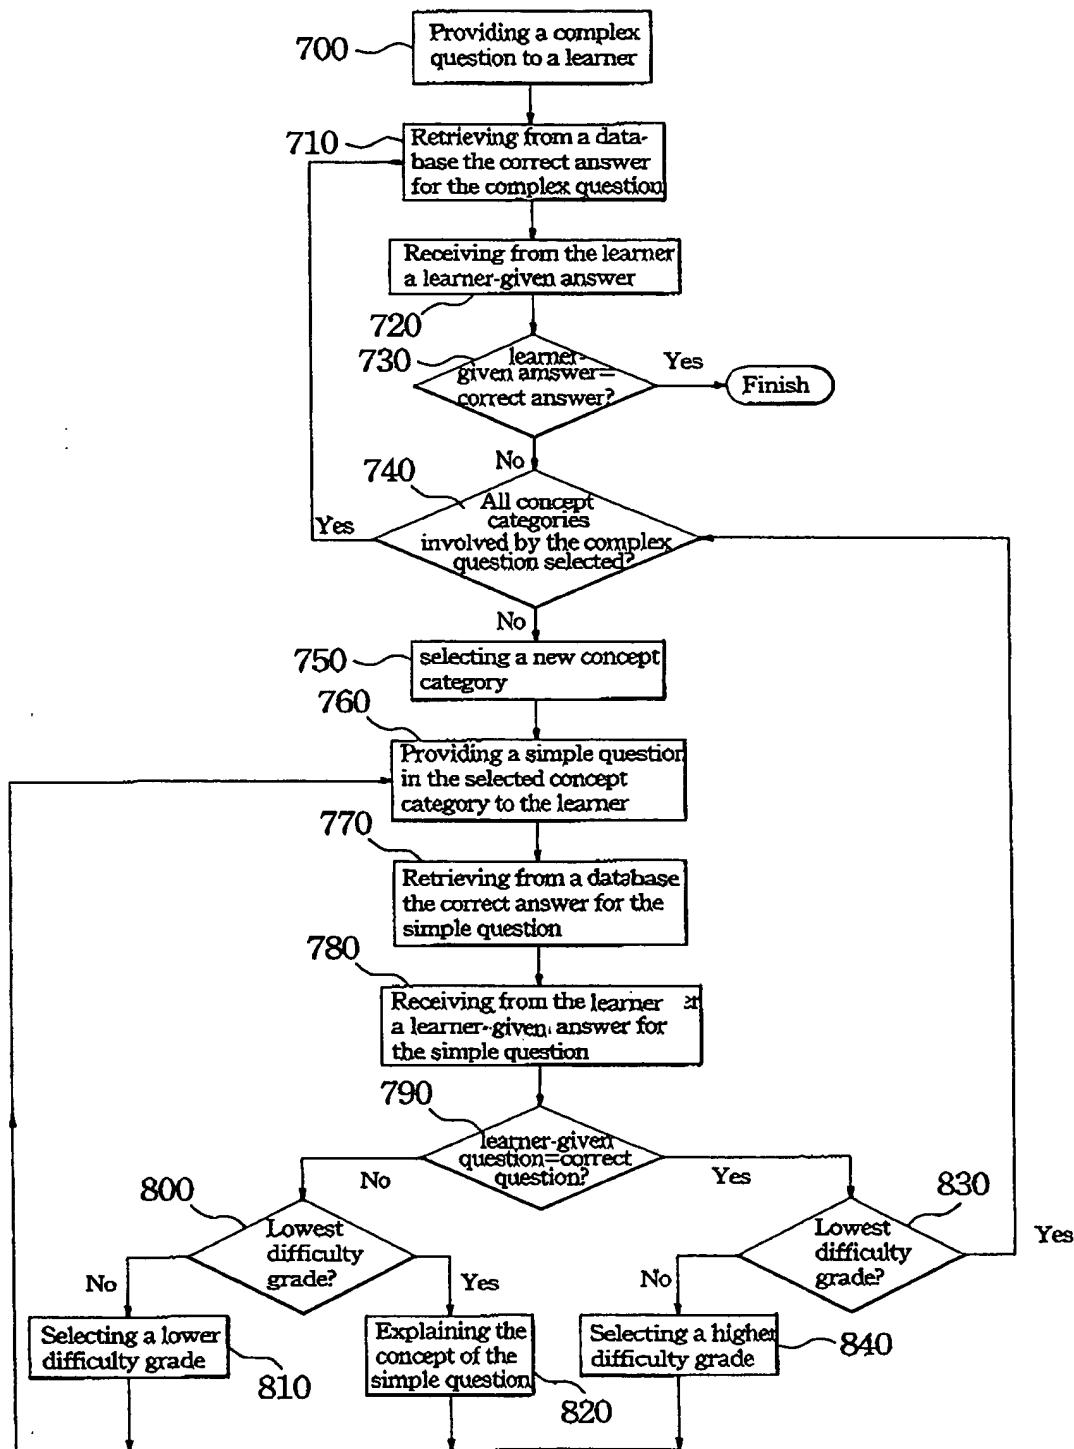 Providing a complex
question to a learner
700
710
Retrieving from a data-
base the correct answer
for the complex question
Receiving from the learner
a learner-given answer
720
730
learner-
given amswer=
correct answer?
Yes
Finish
No
740
All concept
categories
involved by the complex
question selected?
Yes
No
750
selecting a new concept
category
760
Providing a simple question
in the selected concept
category to the learner
770
Retrieving from a database
the correct answer for the
simple question
780
Receiving from the learner er
a learner-given answer for
the simple question
790
learner-given
question=correct
question?
No
Yes
800
Lowest
difficulty
grade?
830
Lowest
difficulty
grade?
Yes
No
Yes
No
Selecting a lower
difficulty grade
810
Explaining the
concept of the
simple question
820
Selecting a higher
difficulty grade
840